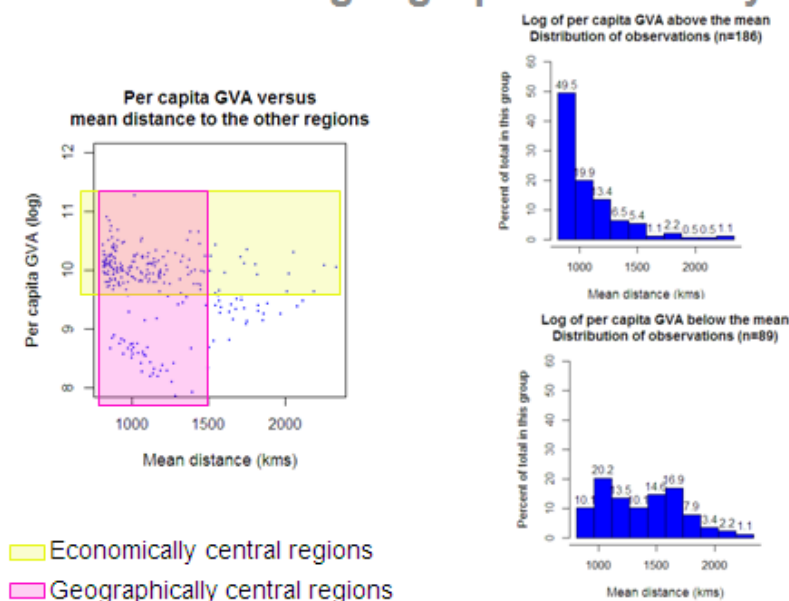 Per capita GVA versus
mean distance to the other regions
Per capita GVA (log)
12
11
10
9
8
1000 1500 2000
Mean distance (kms)
Economically central regions
Geographically central regions
Log of per capita GVA above the mean
Distribution of observations (n=186)
Percent of total in this group
60
50
40
30
20
10
0
49.5
19.9
13.4
6.5 5.4
1.1 2.2 0.5 0.5 1.1
1000 1500 2000
Mean distance (kms)
Log of per capita GVA below the mean
Distribution of observations (n=89)
Percent of total in this group
60
50
40
30
20
10
0
10.1 20.2 13.5 10.1 14.6 16.9 7.9 3.4 2.2 1.1
1000 1500 2000
Mean distance (kms)